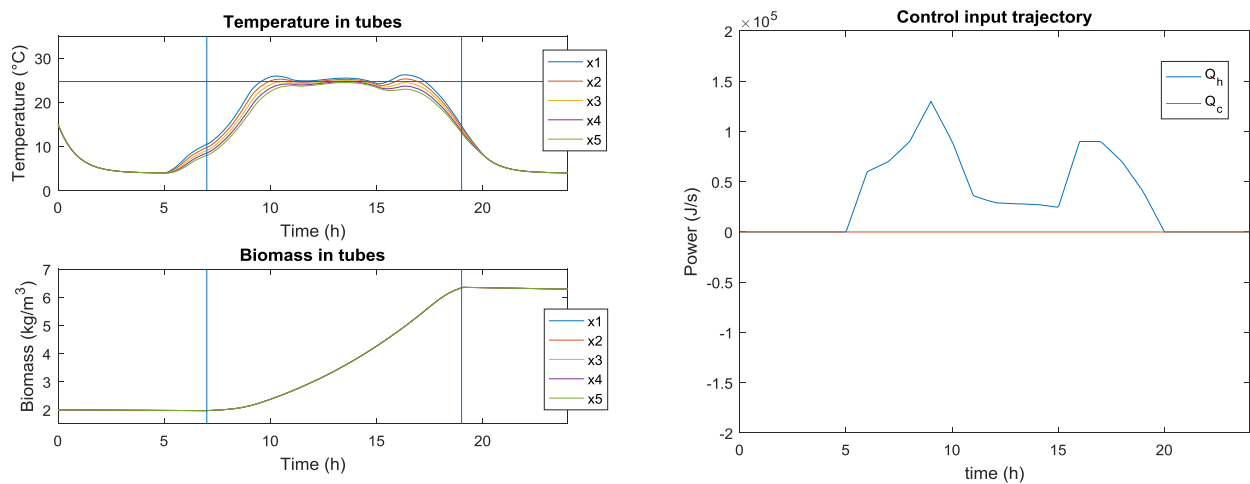 Temperature in tubes
Temperature (°C)
30
20
10
0
0
5
10
15
20
Time (h)
x1
x2
x3
x4
x5
Biomass in tubes
Biomass (kg/m³)
7
6
5
4
3
2
0
5
10
15
20
Time (h)
x1
x2
x3
x4
x5
Control input trajectory
×10⁵
Power (J/s)
2
1.5
1
0.5
0
-0.5
-1
-1.5
-2
0
5
10
15
20
time (h)
Qₕ
Q_c